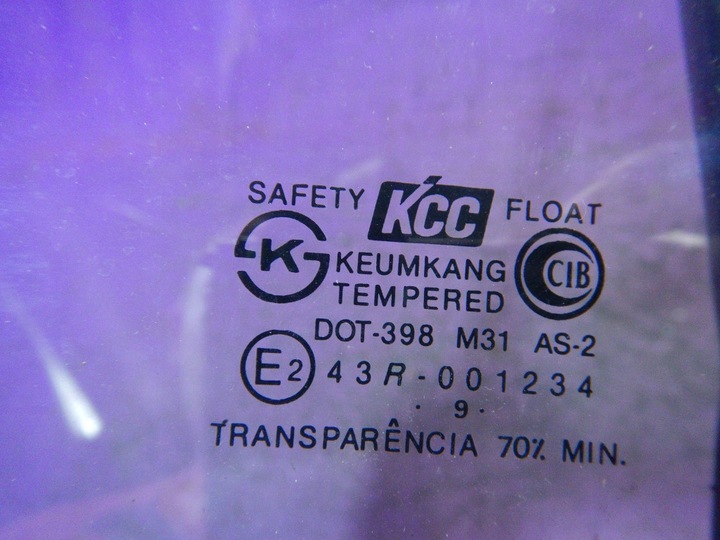 SAFETY KCC FLOAT
K KEUMKANG CIB
TEMPERED
DOT-398 M31 AS-2
E2 43R-001234
· 9 ·
TRANSPARÊNCIA 70% MIN.